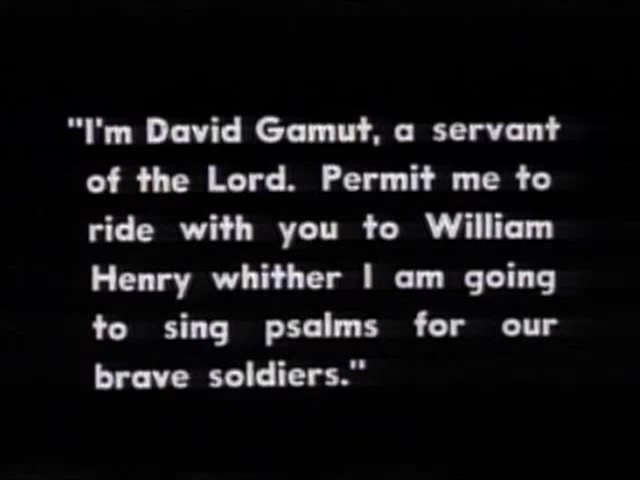 "I'm David Gamut, a servant
of the Lord. Permit me to
ride with you to William
Henry whither I am going
to sing psalms for our
brave soldiers."